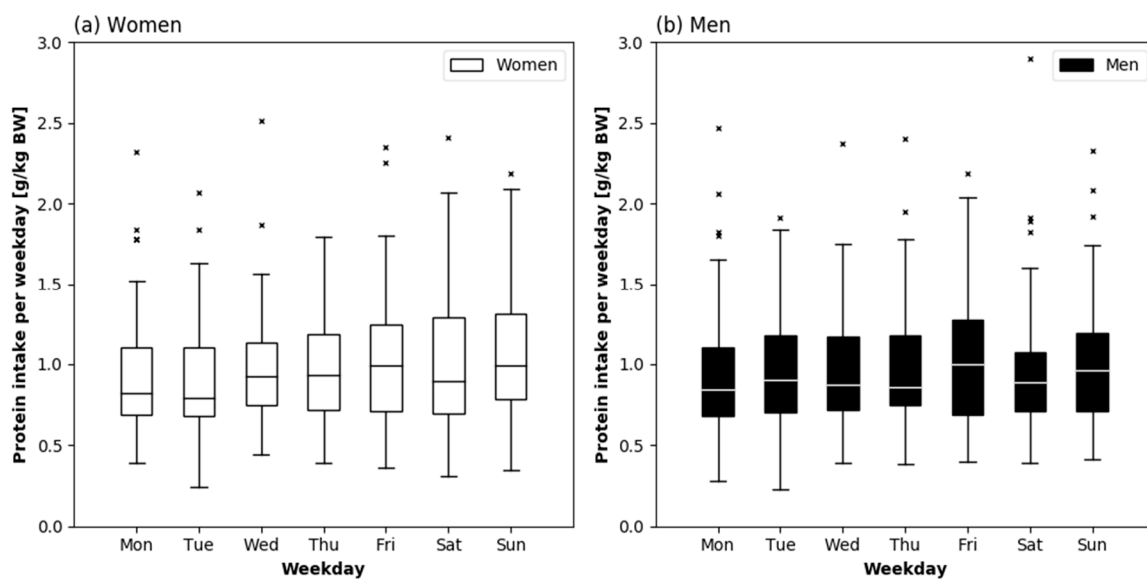 (a) Women
3.0
2.5
2.0
1.5
1.0
0.5
0.0
Protein intake per weekday [g/kg BW]
Women
Mon Tue Wed Thu Fri Sat Sun
Weekday
(b) Men
3.0
2.5
2.0
1.5
1.0
0.5
0.0
Protein intake per weekday [g/kg BW]
Men
Mon Tue Wed Thu Fri Sat Sun
Weekday